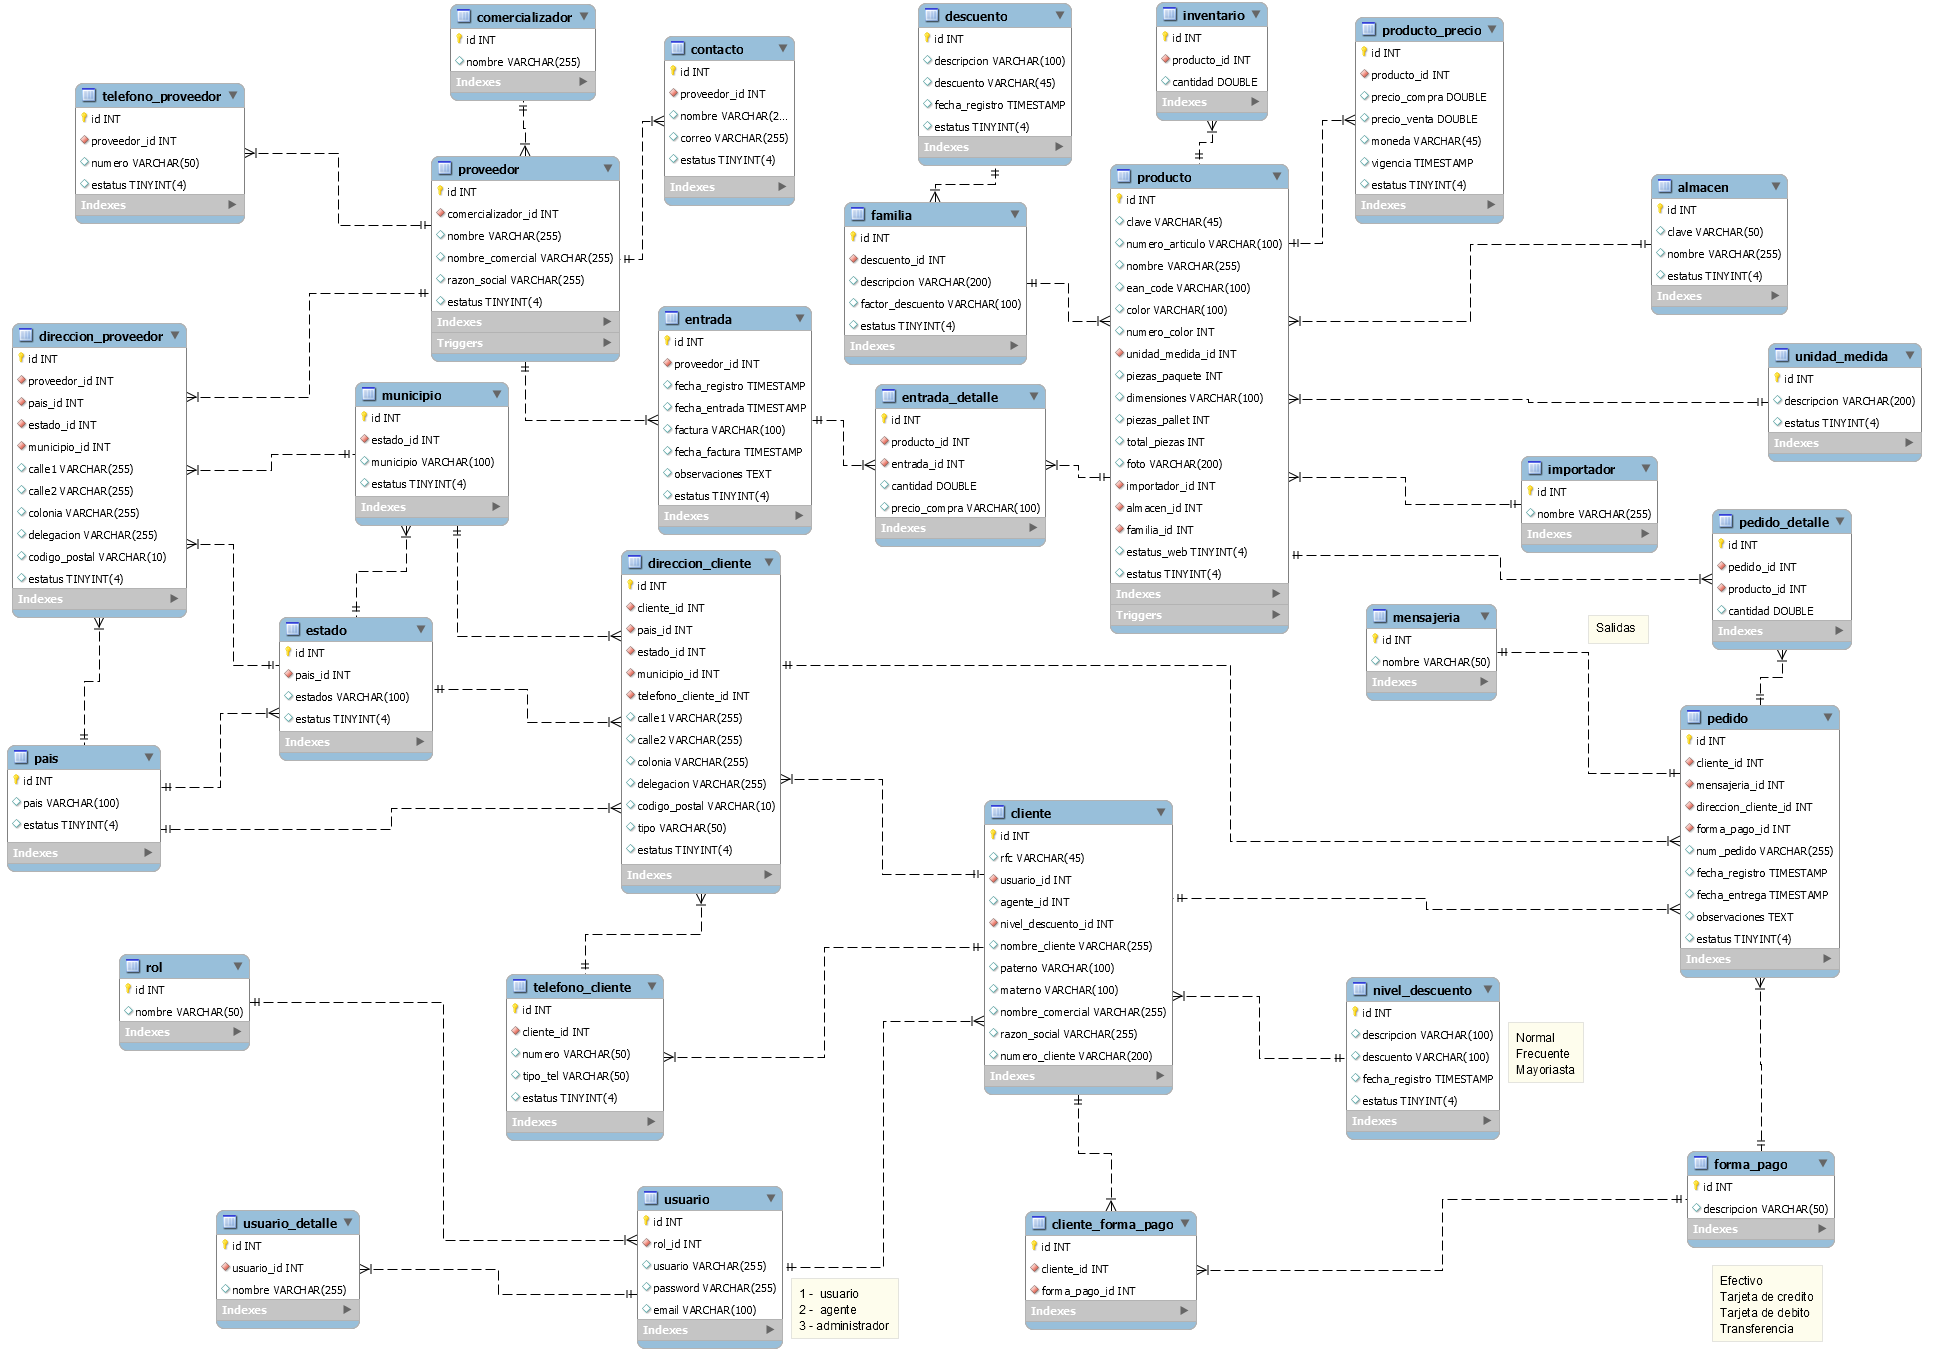 comercializador
id INT
nombre VARCHAR(255)
Indexes
contacto
id INT
proveedor_id INT
nombre VARCHAR(2...
correo VARCHAR(255)
estatus TINYINT(4)
Indexes
descuento
id INT
descripcion VARCHAR(100)
descuento VARCHAR(45)
fecha_registro TIMESTAMP
estatus TINYINT(4)
Indexes
inventario
id INT
producto_id INT
cantidad DOUBLE
Indexes
producto_precio
id INT
producto_id INT
precio_compra DOUBLE
precio_venta DOUBLE
moneda VARCHAR(45)
vigencia TIMESTAMP
estatus TINYINT(4)
Indexes
telefono_proveedor
id INT
proveedor_id INT
numero VARCHAR(50)
estatus TINYINT(4)
Indexes
proveedor
id INT
comercializador_id INT
nombre VARCHAR(255)
nombre_comercial VARCHAR(255)
razon_social VARCHAR(255)
estatus TINYINT(4)
Indexes
Triggers
familia
id INT
descuento_id INT
descripcion VARCHAR(200)
factor_descuento VARCHAR(100)
estatus TINYINT(4)
Indexes
producto
id INT
clave VARCHAR(45)
numero_articulo VARCHAR(100)
nombre VARCHAR(255)
ean_code VARCHAR(100)
color VARCHAR(100)
numero_color INT
unidad_medida_id INT
piezas_paquete INT
dimensiones VARCHAR(100)
piezas_pallet INT
total_piezas INT
foto VARCHAR(200)
importador_id INT
almacen_id INT
familia_id INT
estatus_web TINYINT(4)
estatus TINYINT(4)
Indexes
Triggers
almacen
id INT
clave VARCHAR(50)
nombre VARCHAR(255)
estatus TINYINT(4)
Indexes
unidad_medida
id INT
descripcion VARCHAR(200)
estatus TINYINT(4)
Indexes
direccion_proveedor
id INT
proveedor_id INT
pais_id INT
estado_id INT
municipio_id INT
calle1 VARCHAR(255)
calle2 VARCHAR(255)
colonia VARCHAR(255)
delegacion VARCHAR(255)
codigo_postal VARCHAR(10)
estatus TINYINT(4)
Indexes
municipio
id INT
estado_id INT
municipio VARCHAR(100)
estatus TINYINT(4)
Indexes
entrada
id INT
proveedor_id INT
fecha_registro TIMESTAMP
fecha_entrada TIMESTAMP
factura VARCHAR(100)
fecha_factura TIMESTAMP
observaciones TEXT
estatus TINYINT(4)
Indexes
entrada_detalle
id INT
producto_id INT
entrada_id INT
cantidad DOUBLE
precio_compra VARCHAR(100)
Indexes
importador
id INT
nombre VARCHAR(255)
Indexes
pedido_detalle
id INT
pedido_id INT
producto_id INT
cantidad DOUBLE
Indexes
estado
id INT
pais_id INT
estados VARCHAR(100)
estatus TINYINT(4)
Indexes
direccion_cliente
id INT
cliente_id INT
pais_id INT
estado_id INT
municipio_id INT
telefono_cliente_id INT
calle1 VARCHAR(255)
calle2 VARCHAR(255)
colonia VARCHAR(255)
delegacion VARCHAR(255)
codigo_postal VARCHAR(10)
tipo VARCHAR(50)
estatus TINYINT(4)
Indexes
mensajeria
id INT
nombre VARCHAR(50)
Indexes
Salidas
pais
id INT
pais VARCHAR(100)
estatus TINYINT(4)
Indexes
pedido
id INT
cliente_id INT
mensajeria_id INT
direccion_cliente_id INT
forma_pago_id INT
num_pedido VARCHAR(255)
fecha_registro TIMESTAMP
fecha_entrega TIMESTAMP
observaciones TEXT
estatus TINYINT(4)
Indexes
cliente
id INT
rfc VARCHAR(45)
usuario_id INT
agente_id INT
nivel_descuento_id INT
nombre_cliente VARCHAR(255)
paterno VARCHAR(100)
materno VARCHAR(100)
nombre_comercial VARCHAR(255)
razon_social VARCHAR(255)
numero_cliente VARCHAR(200)
Indexes
rol
id INT
nombre VARCHAR(50)
Indexes
telefono_cliente
id INT
cliente_id INT
numero VARCHAR(50)
tipo_tel VARCHAR(50)
estatus TINYINT(4)
Indexes
nivel_descuento
id INT
descripcion VARCHAR(100)
descuento VARCHAR(100)
fecha_registro TIMESTAMP
estatus TINYINT(4)
Indexes
Normal
Frecuente
Mayoriasta
forma_pago
id INT
descripcion VARCHAR(50)
Indexes
usuario_detalle
id INT
usuario_id INT
nombre VARCHAR(255)
Indexes
usuario
id INT
rol_id INT
usuario VARCHAR(255)
password VARCHAR(255)
email VARCHAR(100)
Indexes
1 - usuario
2 - agente
3 - administrador
cliente_forma_pago
id INT
cliente_id INT
forma_pago_id INT
Indexes
Efectivo
Tarjeta de credito
Tarjeta de debito
Transferencia